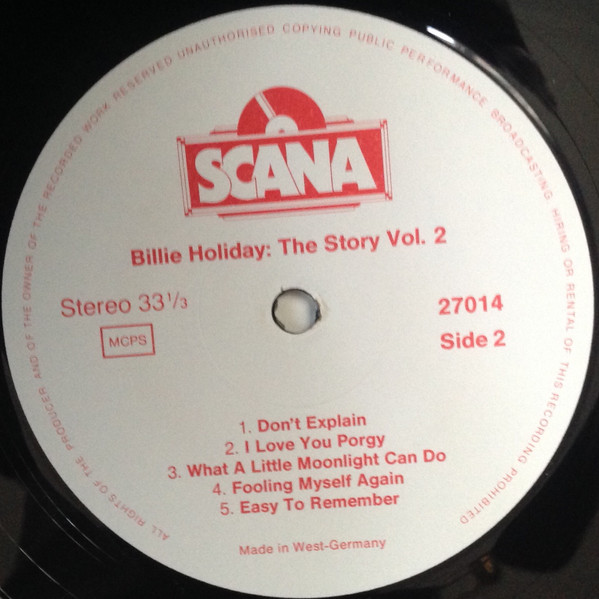 ALL RIGHTS OF THE PRODUCER AND OF THE OWNER OF THE RECORDED WORK RESERVED UNAUTHORISED COPYING PUBLIC PERFORMANCE BROADCASTING HIRING OR RENTAL OF THIS RECORDING PROHIBITED
SCANA
Billie Holiday: The Story Vol. 2
Stereo 33 1/3
27014
MCPS
Side 2
1. Don't Explain
2. I Love You Porgy
3. What A Little Moonlight Can Do
4. Fooling Myself Again
5. Easy To Remember
Made in West-Germany